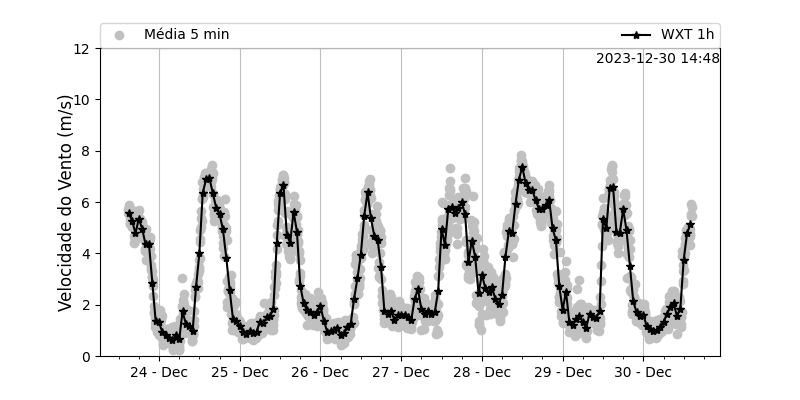 Média 5 min
WXT 1h
2023-12-30 14:48
Velocidade do Vento (m/s)
12
10
8
6
4
2
0
24 - Dec
25 - Dec
26 - Dec
27 - Dec
28 - Dec
29 - Dec
30 - Dec